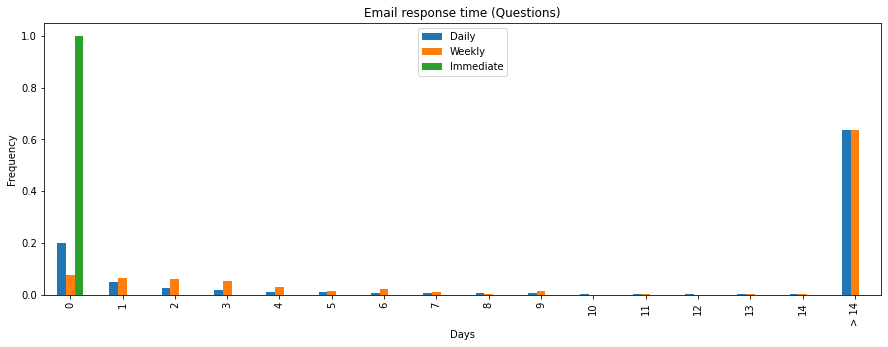 Email response time (Questions)
Daily
Weekly
Immediate
Frequency
1.0
0.8
0.6
0.4
0.2
0.0
0 1 2 3 4 5 6 7 8 9 10 11 12 13 14 > 14
Days